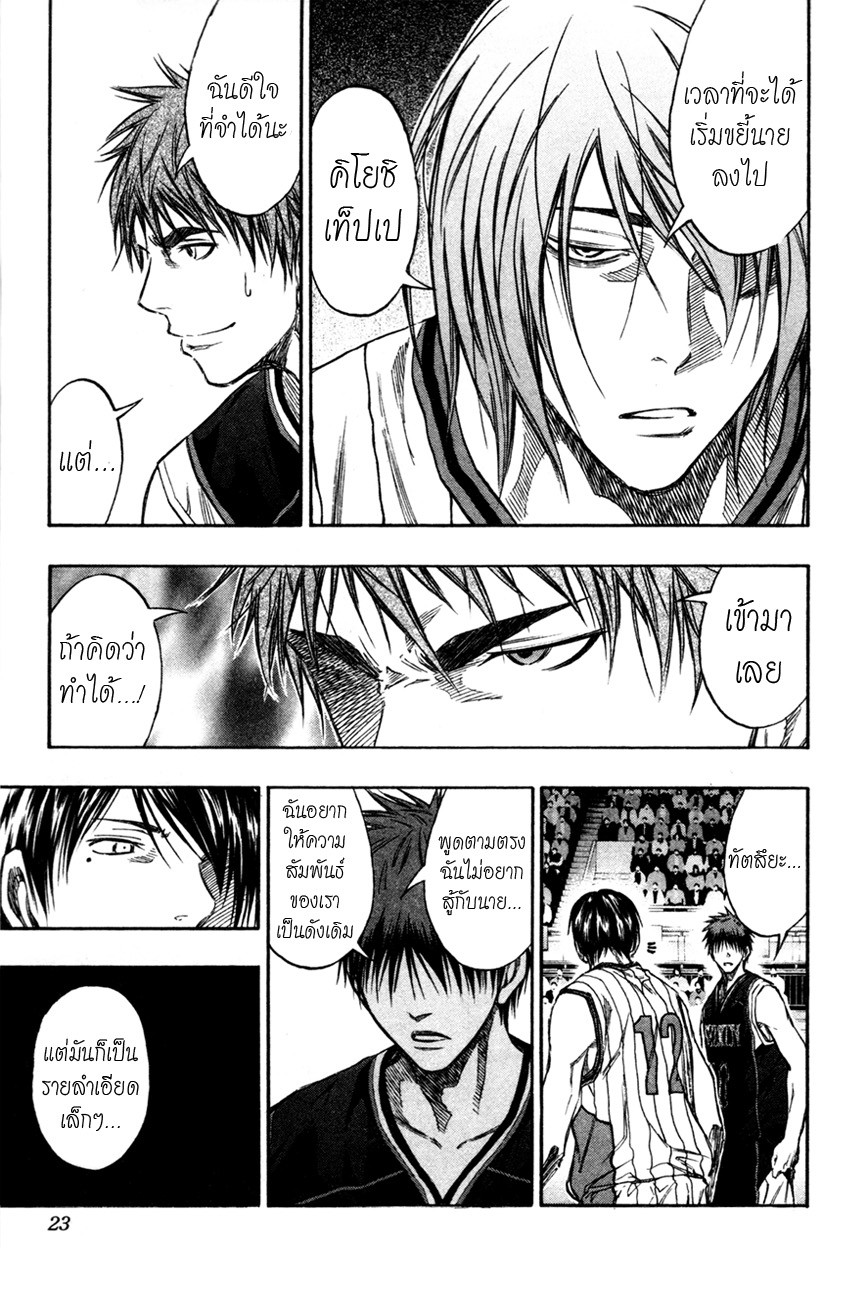 เวลาที่จะได้
เริ่มขยี้นาย
ลงไป
คิโยชิ
เท็ปเป
ฉันดีใจ
ที่จำได้นะ
แต่...
เข้ามา
เลย
ถ้าคิดว่า
ทำได้...!
ทัตสึยะ...
12
พูดตามตรง
ฉันไม่อยาก
สู้กับนาย...
ฉันอยาก
ให้ความ
สัมพันธ์
ของเรา
เป็นดังเดิม
แต่มันก็เป็น
รายลำเอียด
เล็กๆ...
23